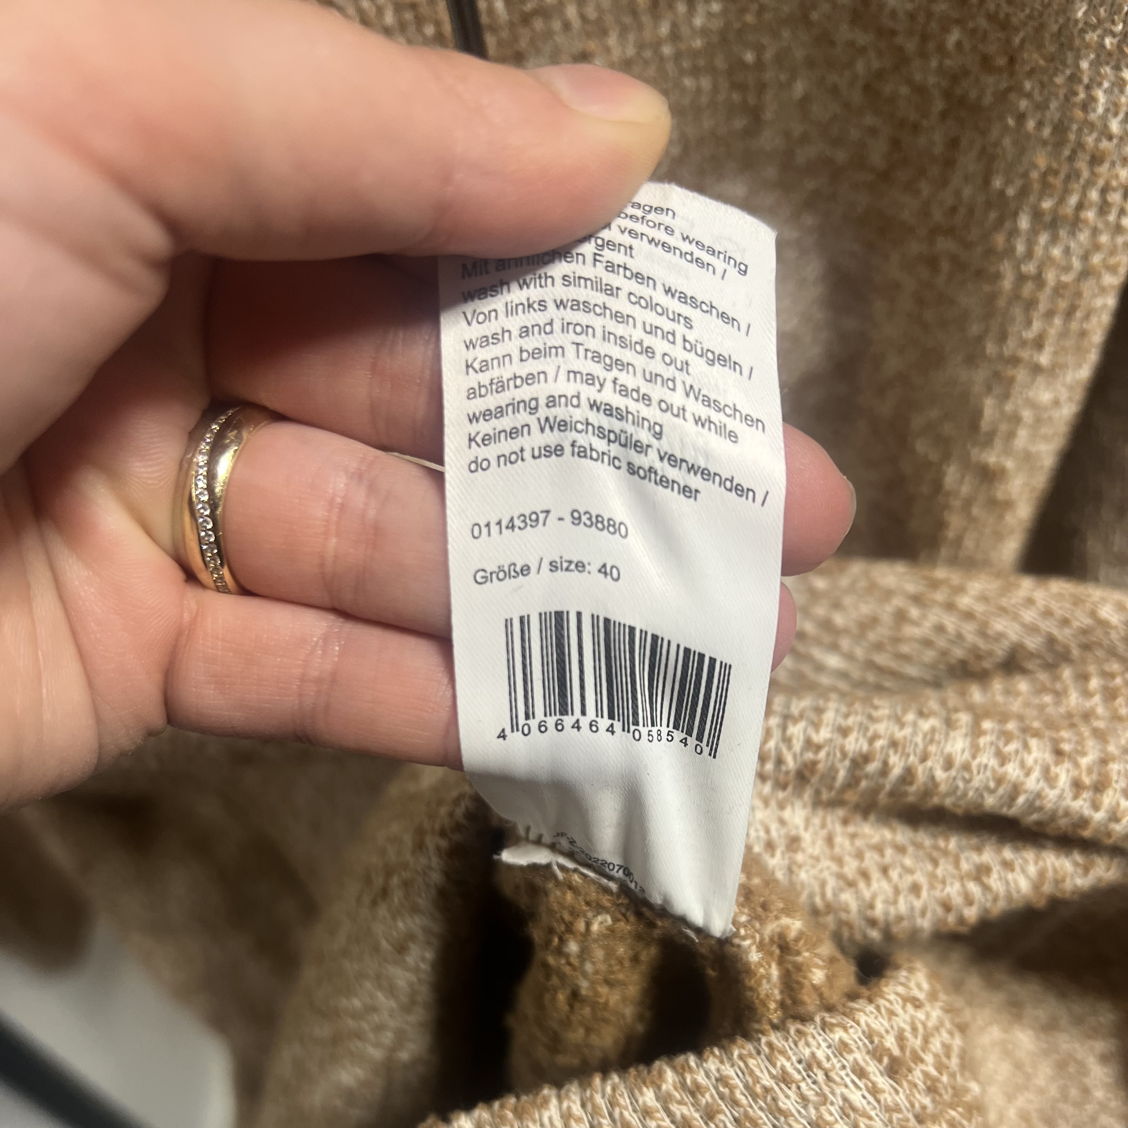 before wearing
verwenden /
Mit ähnlichen Farben waschen /
wash with similar colours
Von links waschen und bügeln /
wash and iron inside out
Kann beim Tragen und Waschen
abfärben / may fade out while
wearing and washing
Keinen Weichspüler verwenden /
do not use fabric softener
0114397 - 93880
Größe / size: 40
4 066464 058540